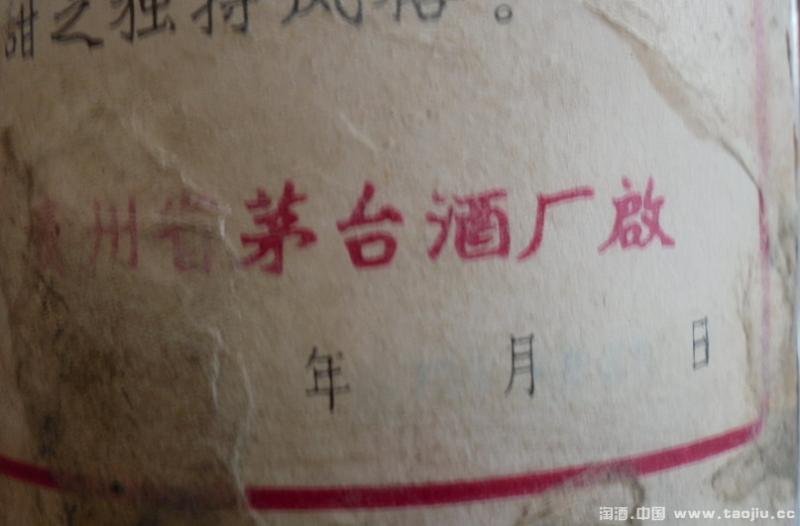 甜之独特风格。
贵州省茅台酒厂啟
年 月 日
淘酒.中国 www.taojiu.cc